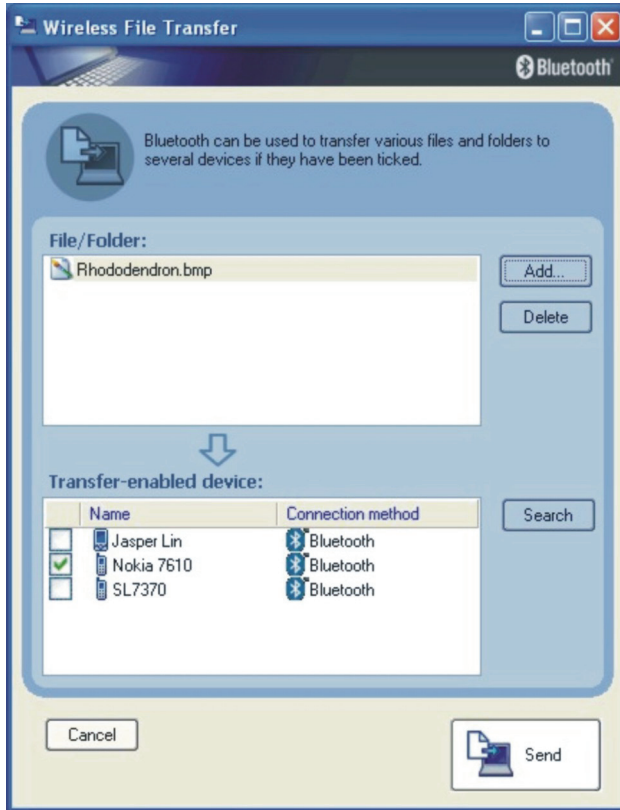 Wireless File Transfer
Bluetooth
Bluetooth can be used to transfer various files and folders to
several devices if they have been ticked.
File/Folder:
Rhododendron.bmp
Add...
Delete
Transfer-enabled device:
Name Connection method
Search
Jasper Lin Bluetooth
Nokia 7610 Bluetooth
SL7370 Bluetooth
Cancel
Send